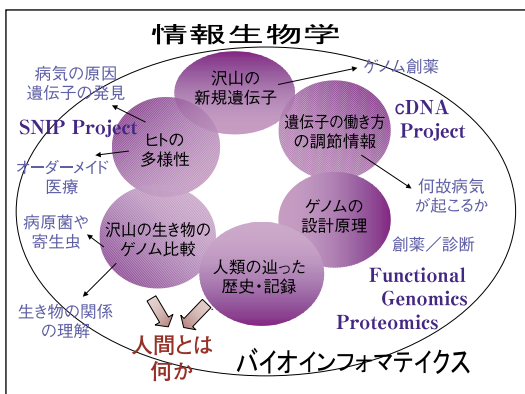 情報生物学
病気の原因
遺伝子の発見
沢山の
新規遺伝子
ゲノム創薬
SNIP Project
ヒトの
多様性
遺伝子の働き方
の調節情報
cDNA
Project
オーダーメイド
医療
何故病気
が起こるか
病原菌や
寄生虫
沢山の生き物の
ゲノム比較
ゲノムの
設計原理
創薬／診断
人類の辿った
歴史・記録
生き物の関係
の理解
Functional
Genomics
Proteomics
人間とは
何か
バイオインフォマテイクス